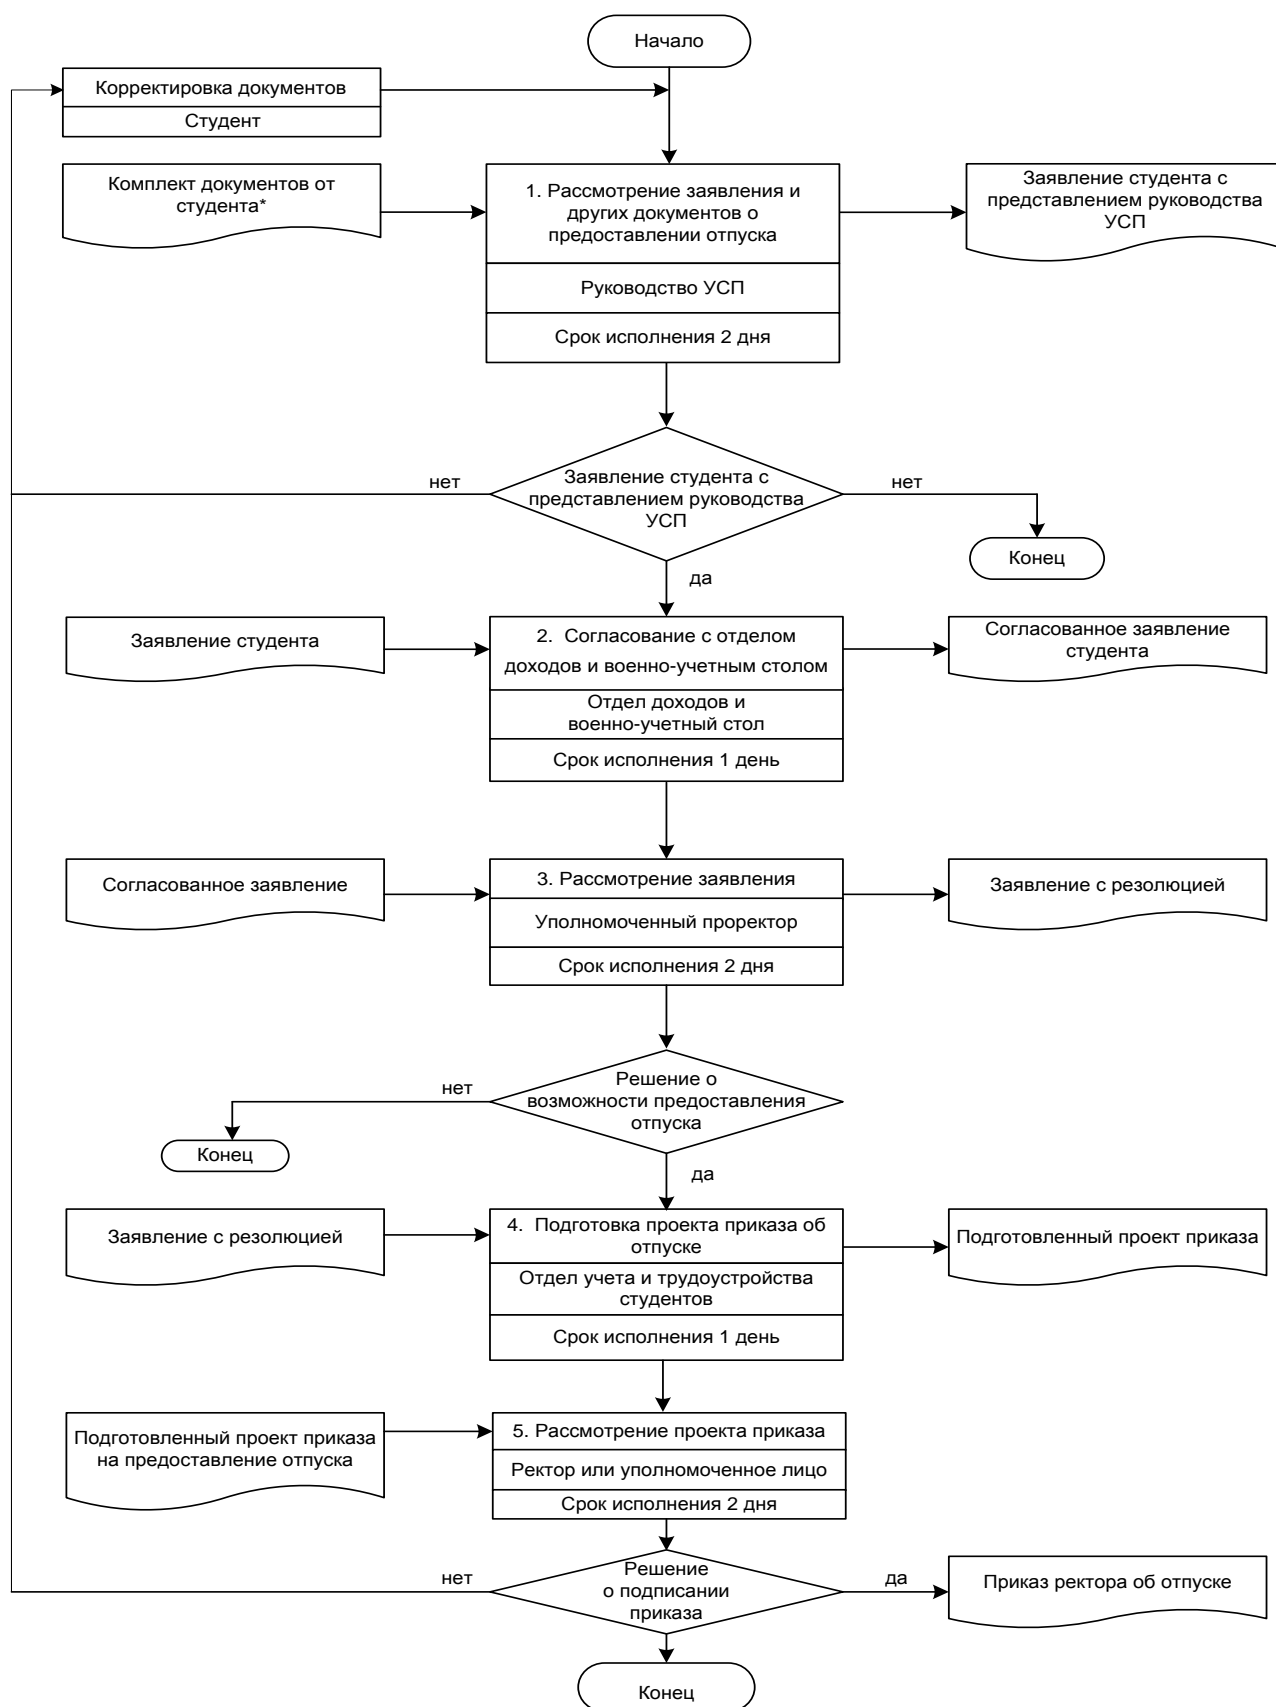 Начало
Корректировка документов
Студент
Комплект документов от
студента*
1. Рассмотрение заявления и
других документов о
предоставлении отпуска
Руководство УСП
Срок исполнения 2 дня
Заявление студента с
представлением руководства
УСП
нет
Заявление студента с
представлением руководства
УСП
нет
Конец
да
Заявление студента
2. Согласование с отделом
доходов и военно-учетным столом
Отдел доходов и
военно-учетный стол
Срок исполнения 1 день
Согласованное заявление
студента
Согласованное заявление
3. Рассмотрение заявления
Уполномоченный проректор
Срок исполнения 2 дня
Заявление с резолюцией
нет
Решение о
возможности предоставления
отпуска
Конец
да
Заявление с резолюцией
4. Подготовка проекта приказа об
отпуске
Отдел учета и трудоустройства
студентов
Срок исполнения 1 день
Подготовленный проект приказа
Подготовленный проект приказа
на предоставление отпуска
5. Рассмотрение проекта приказа
Ректор или уполномоченное лицо
Срок исполнения 2 дня
нет
Решение
о подписании
приказа
да
Приказ ректора об отпуске
Конец